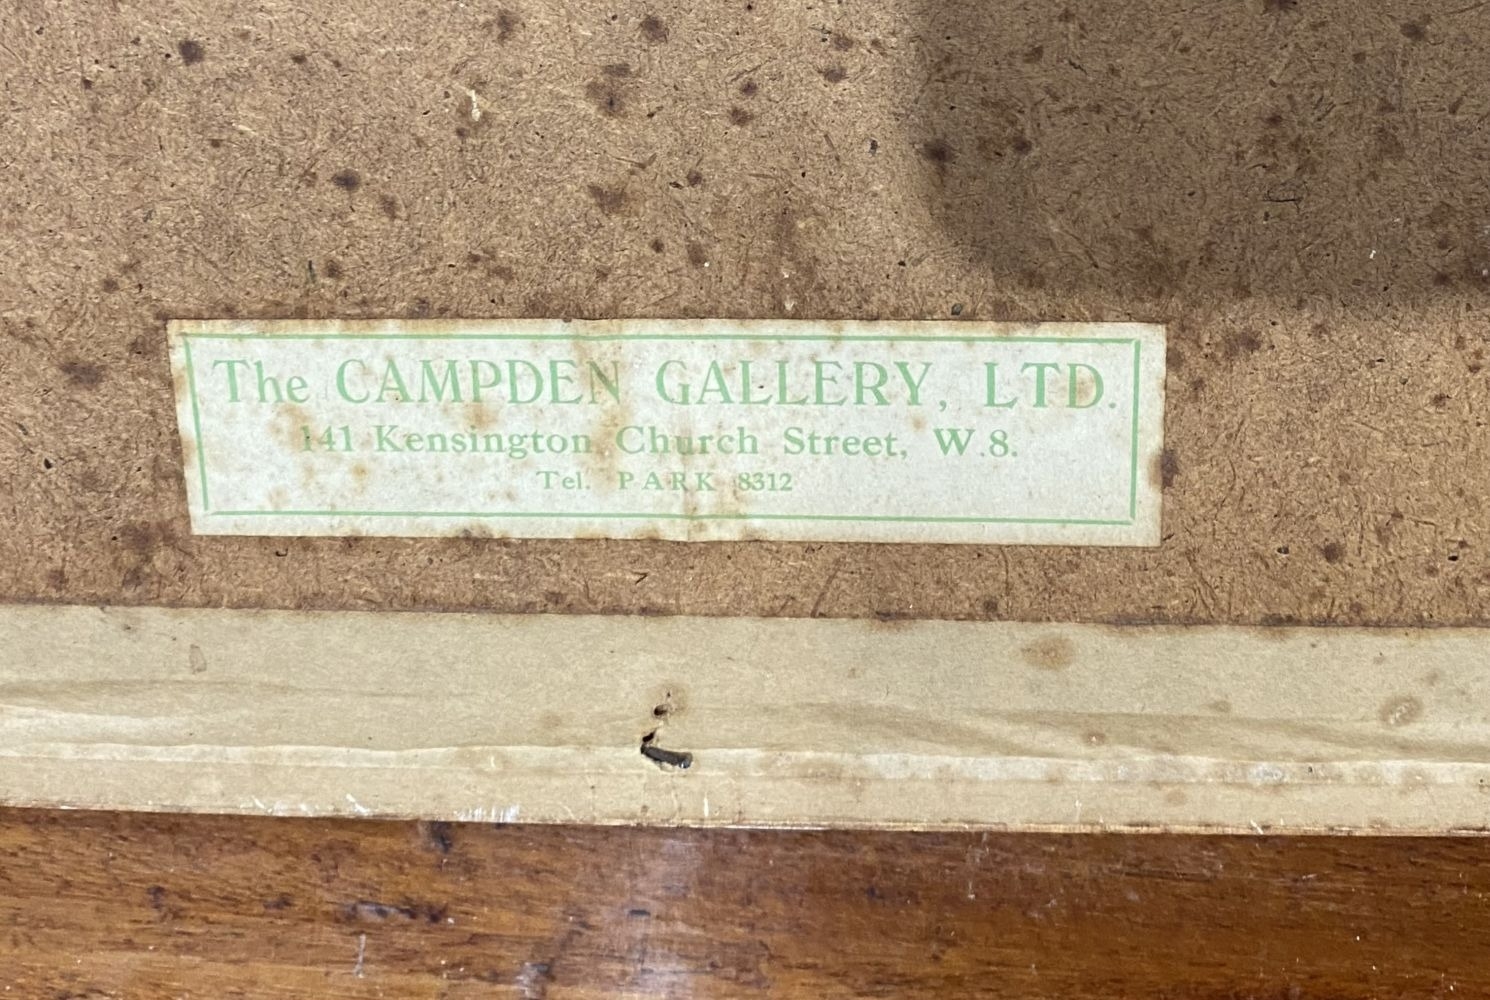 The CAMPDEN GALLERY, LTD.
141 Kensington Church Street, W.8.
Tel. PARK 8312